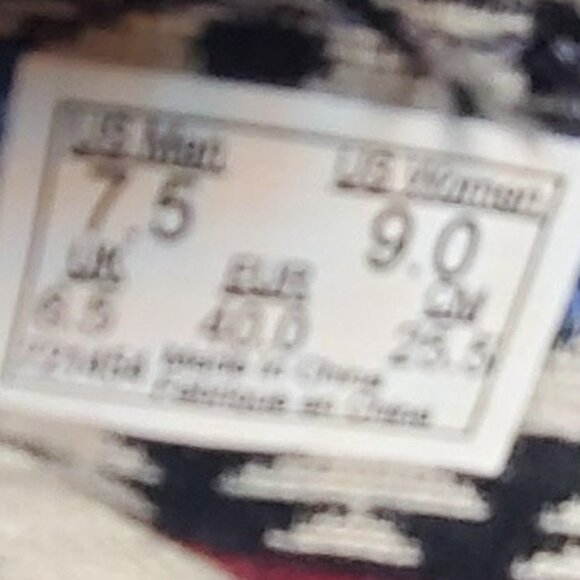 US Men US Women
7.5 9.0
UK EUR CM
6.5 40.0 25.5
Made in China
Fabriqué en Chine